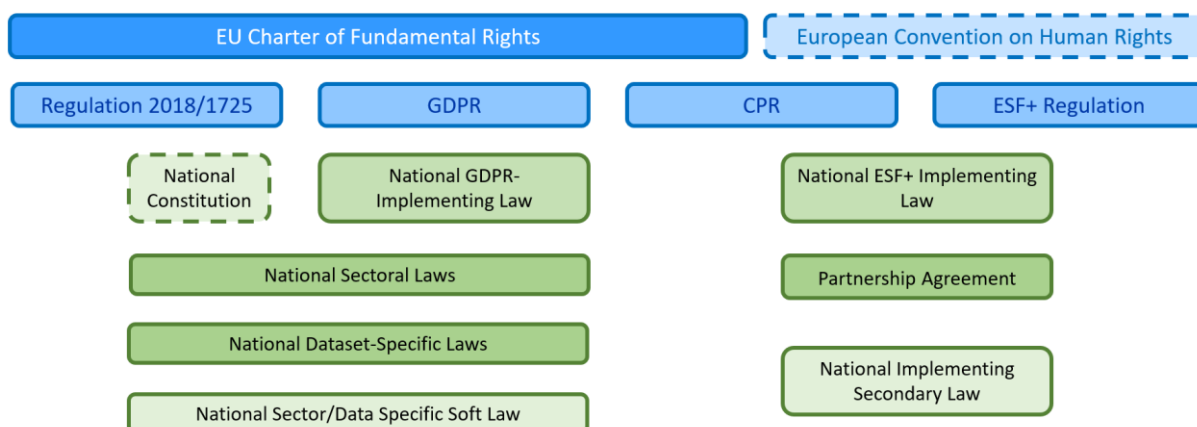 EU Charter of Fundamental Rights
European Convention on Human Rights
Regulation 2018/1725
GDPR
CPR
ESF+ Regulation
National
Constitution
National GDPR-
Implementing Law
National ESF+ Implementing
Law
National Sectoral Laws
Partnership Agreement
National Dataset-Specific Laws
National Implementing
Secondary Law
National Sector/Data Specific Soft Law